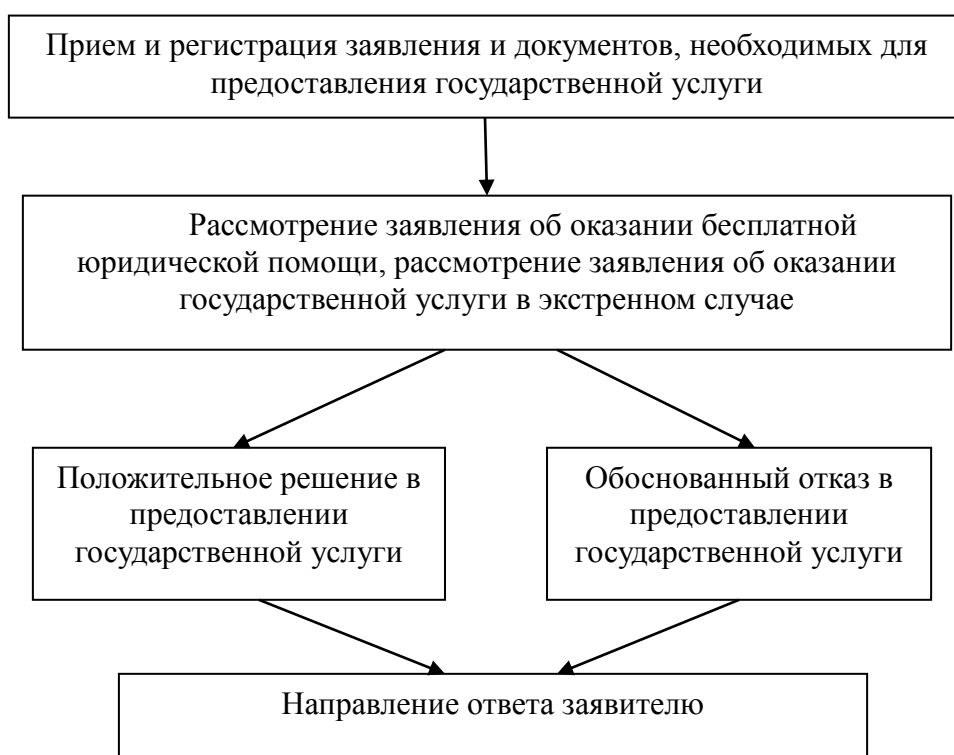 Прием и регистрация заявления и документов, необходимых для
предоставления государственной услуги
Рассмотрение заявления об оказании бесплатной
юридической помощи, рассмотрение заявления об оказании
государственной услуги в экстренном случае
Положительное решение в
предоставлении
государственной услуги
Обоснованный отказ в
предоставлении
государственной услуги
Направление ответа заявителю